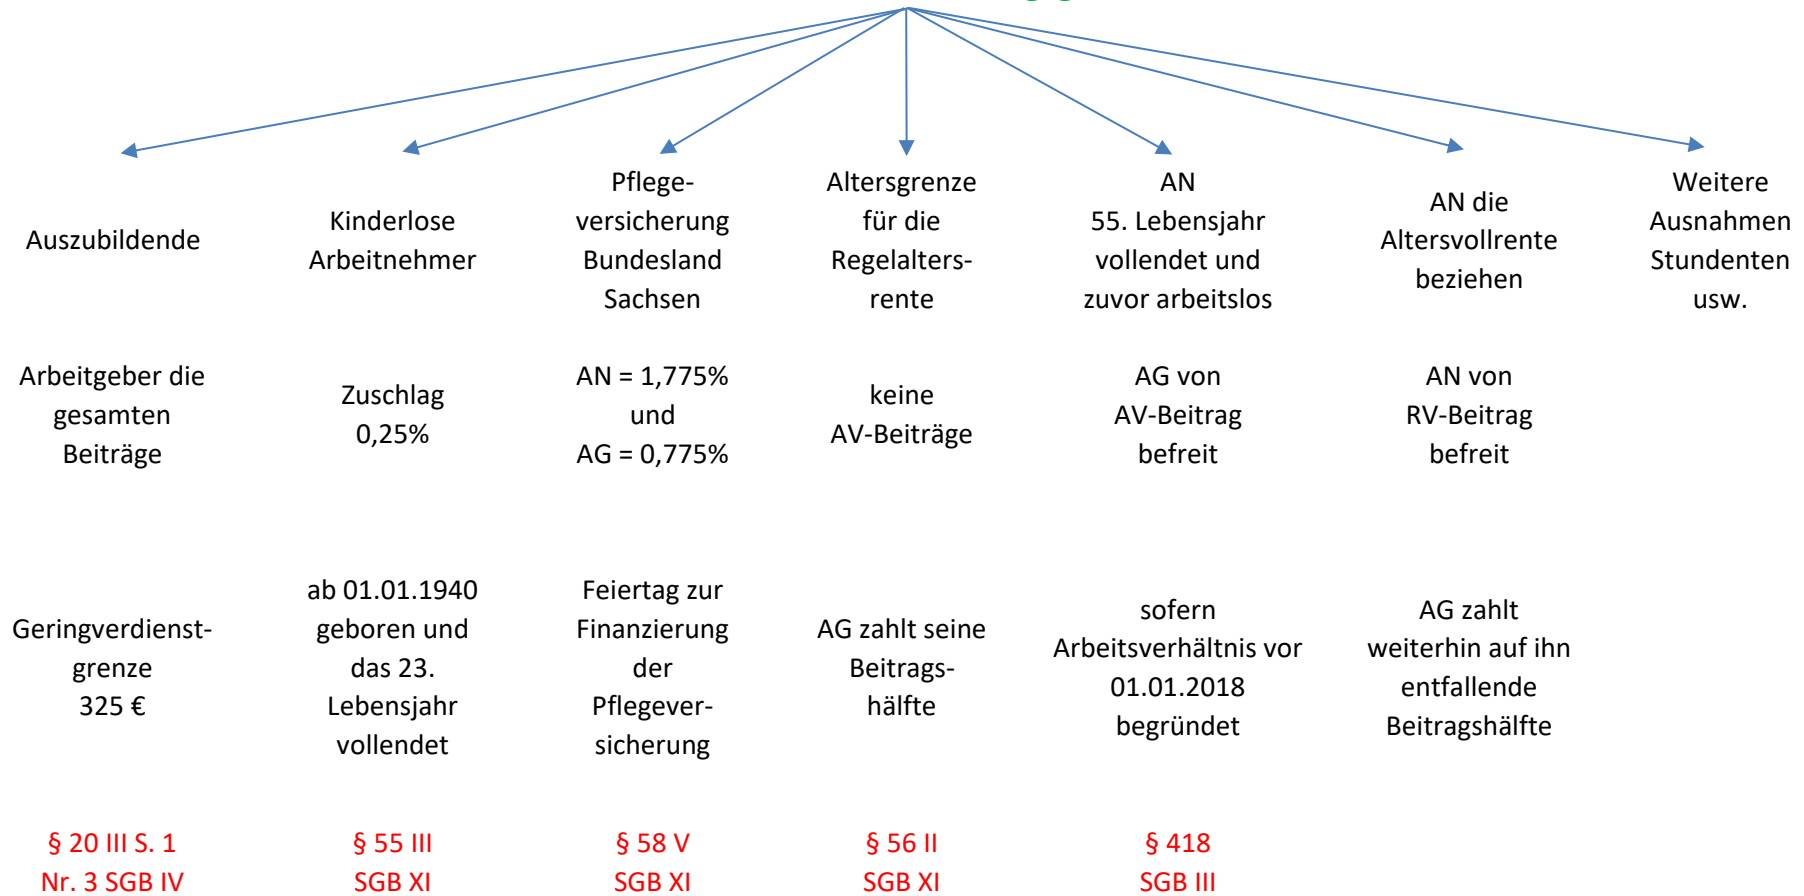 Auszubildende
Kinderlose
Arbeitnehmer
Pflege-
versicherung
Bundesland
Sachsen
Altersgrenze
für die
Regelalters-
rente
AN
55. Lebensjahr
vollendet und
zuvor arbeitslos
AN die
Altersvollrente
beziehen
Weitere
Ausnahmen
Stundenten
usw.
Arbeitgeber die
gesamten
Beiträge
Zuschlag
0,25%
AN = 1,775%
und
AG = 0,775%
keine
AV-Beiträge
AG von
AV-Beitrag
befreit
AN von
RV-Beitrag
befreit
Geringverdienst-
grenze
325 €
ab 01.01.1940
geboren und
das 23.
Lebensjahr
vollendet
Feiertag zur
Finanzierung
der
Pflegever-
sicherung
AG zahlt seine
Beitrags-
hälfte
sofern
Arbeitsverhältnis vor
01.01.2018
begründet
AG zahlt
weiterhin auf ihn
entfallende
Beitragshälfte
§ 20 III S. 1
Nr. 3 SGB IV
§ 55 III
SGB XI
§ 58 V
SGB XI
§ 56 II
SGB XI
§ 418
SGB III